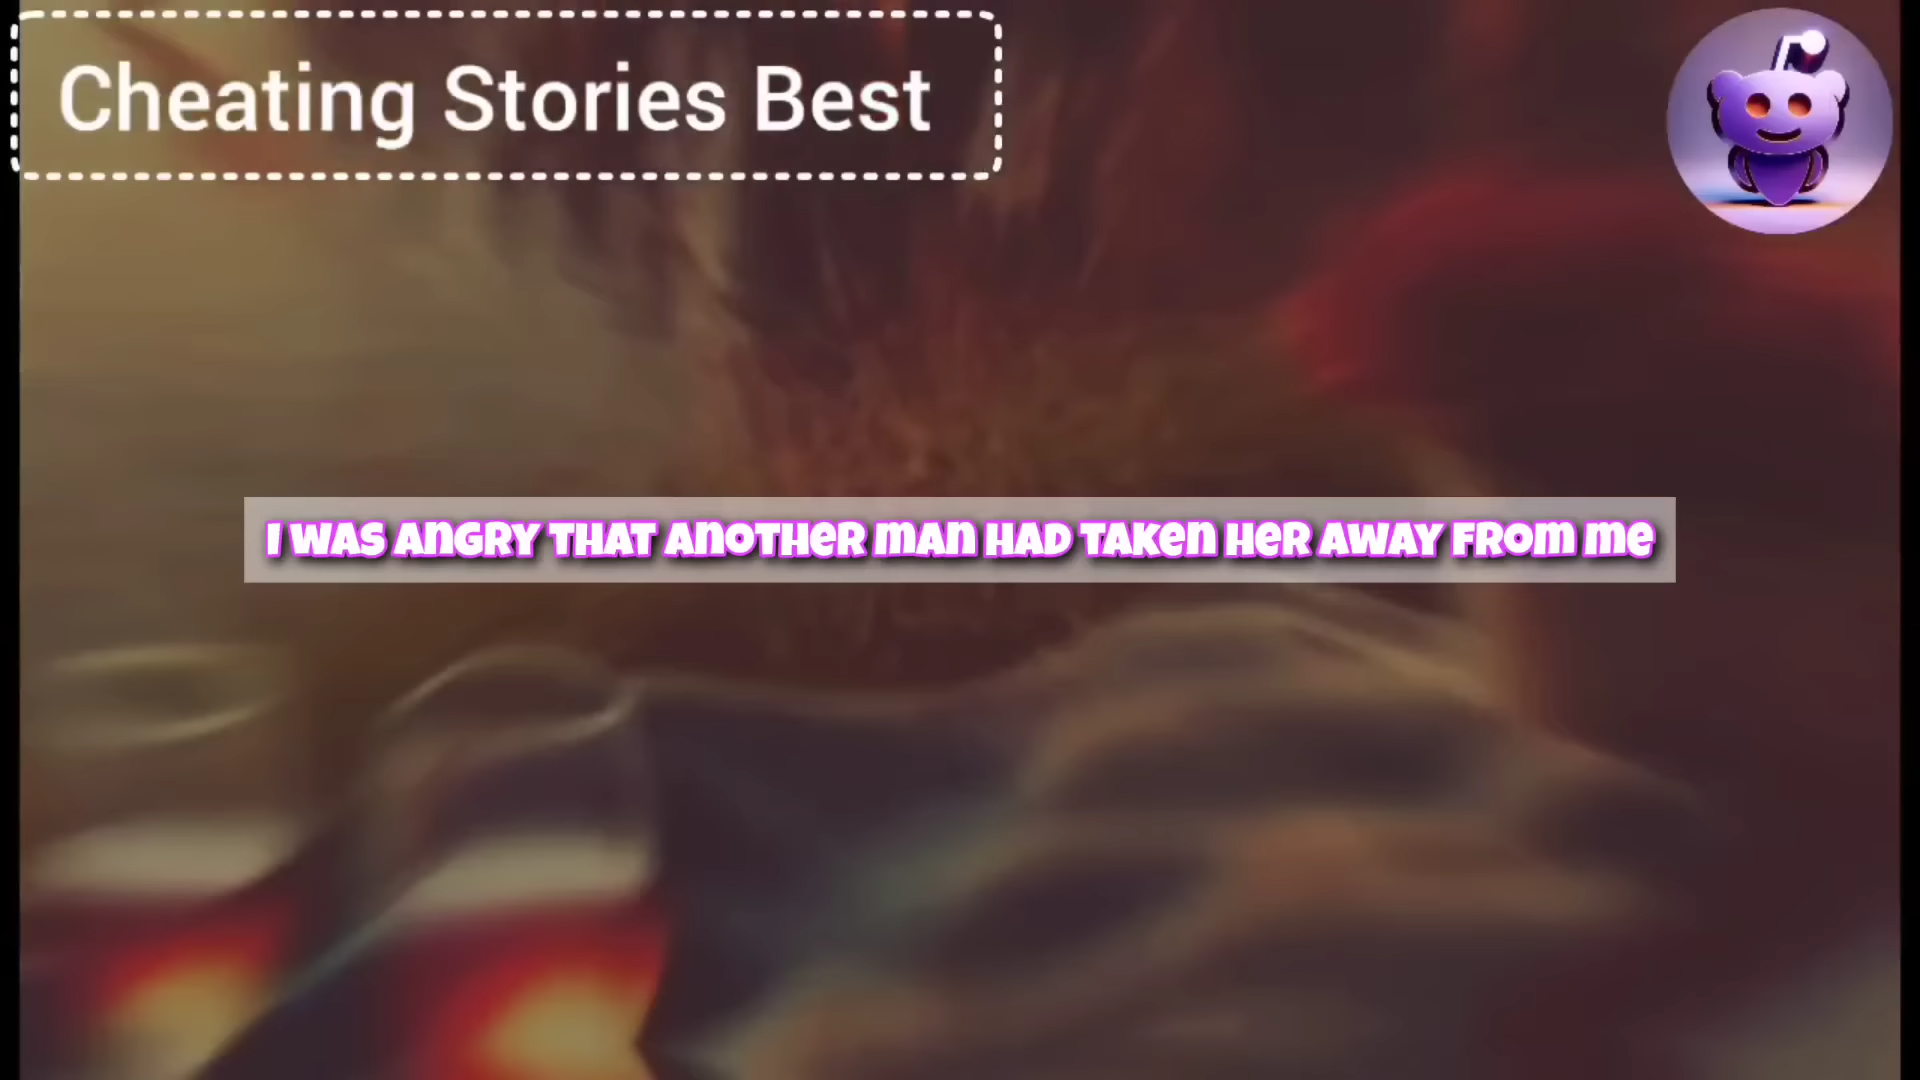 Cheating Stories Best
I WAS ANGRY THAT ANOTHER MAN HAD TAKEN HER AWAY FROM ME